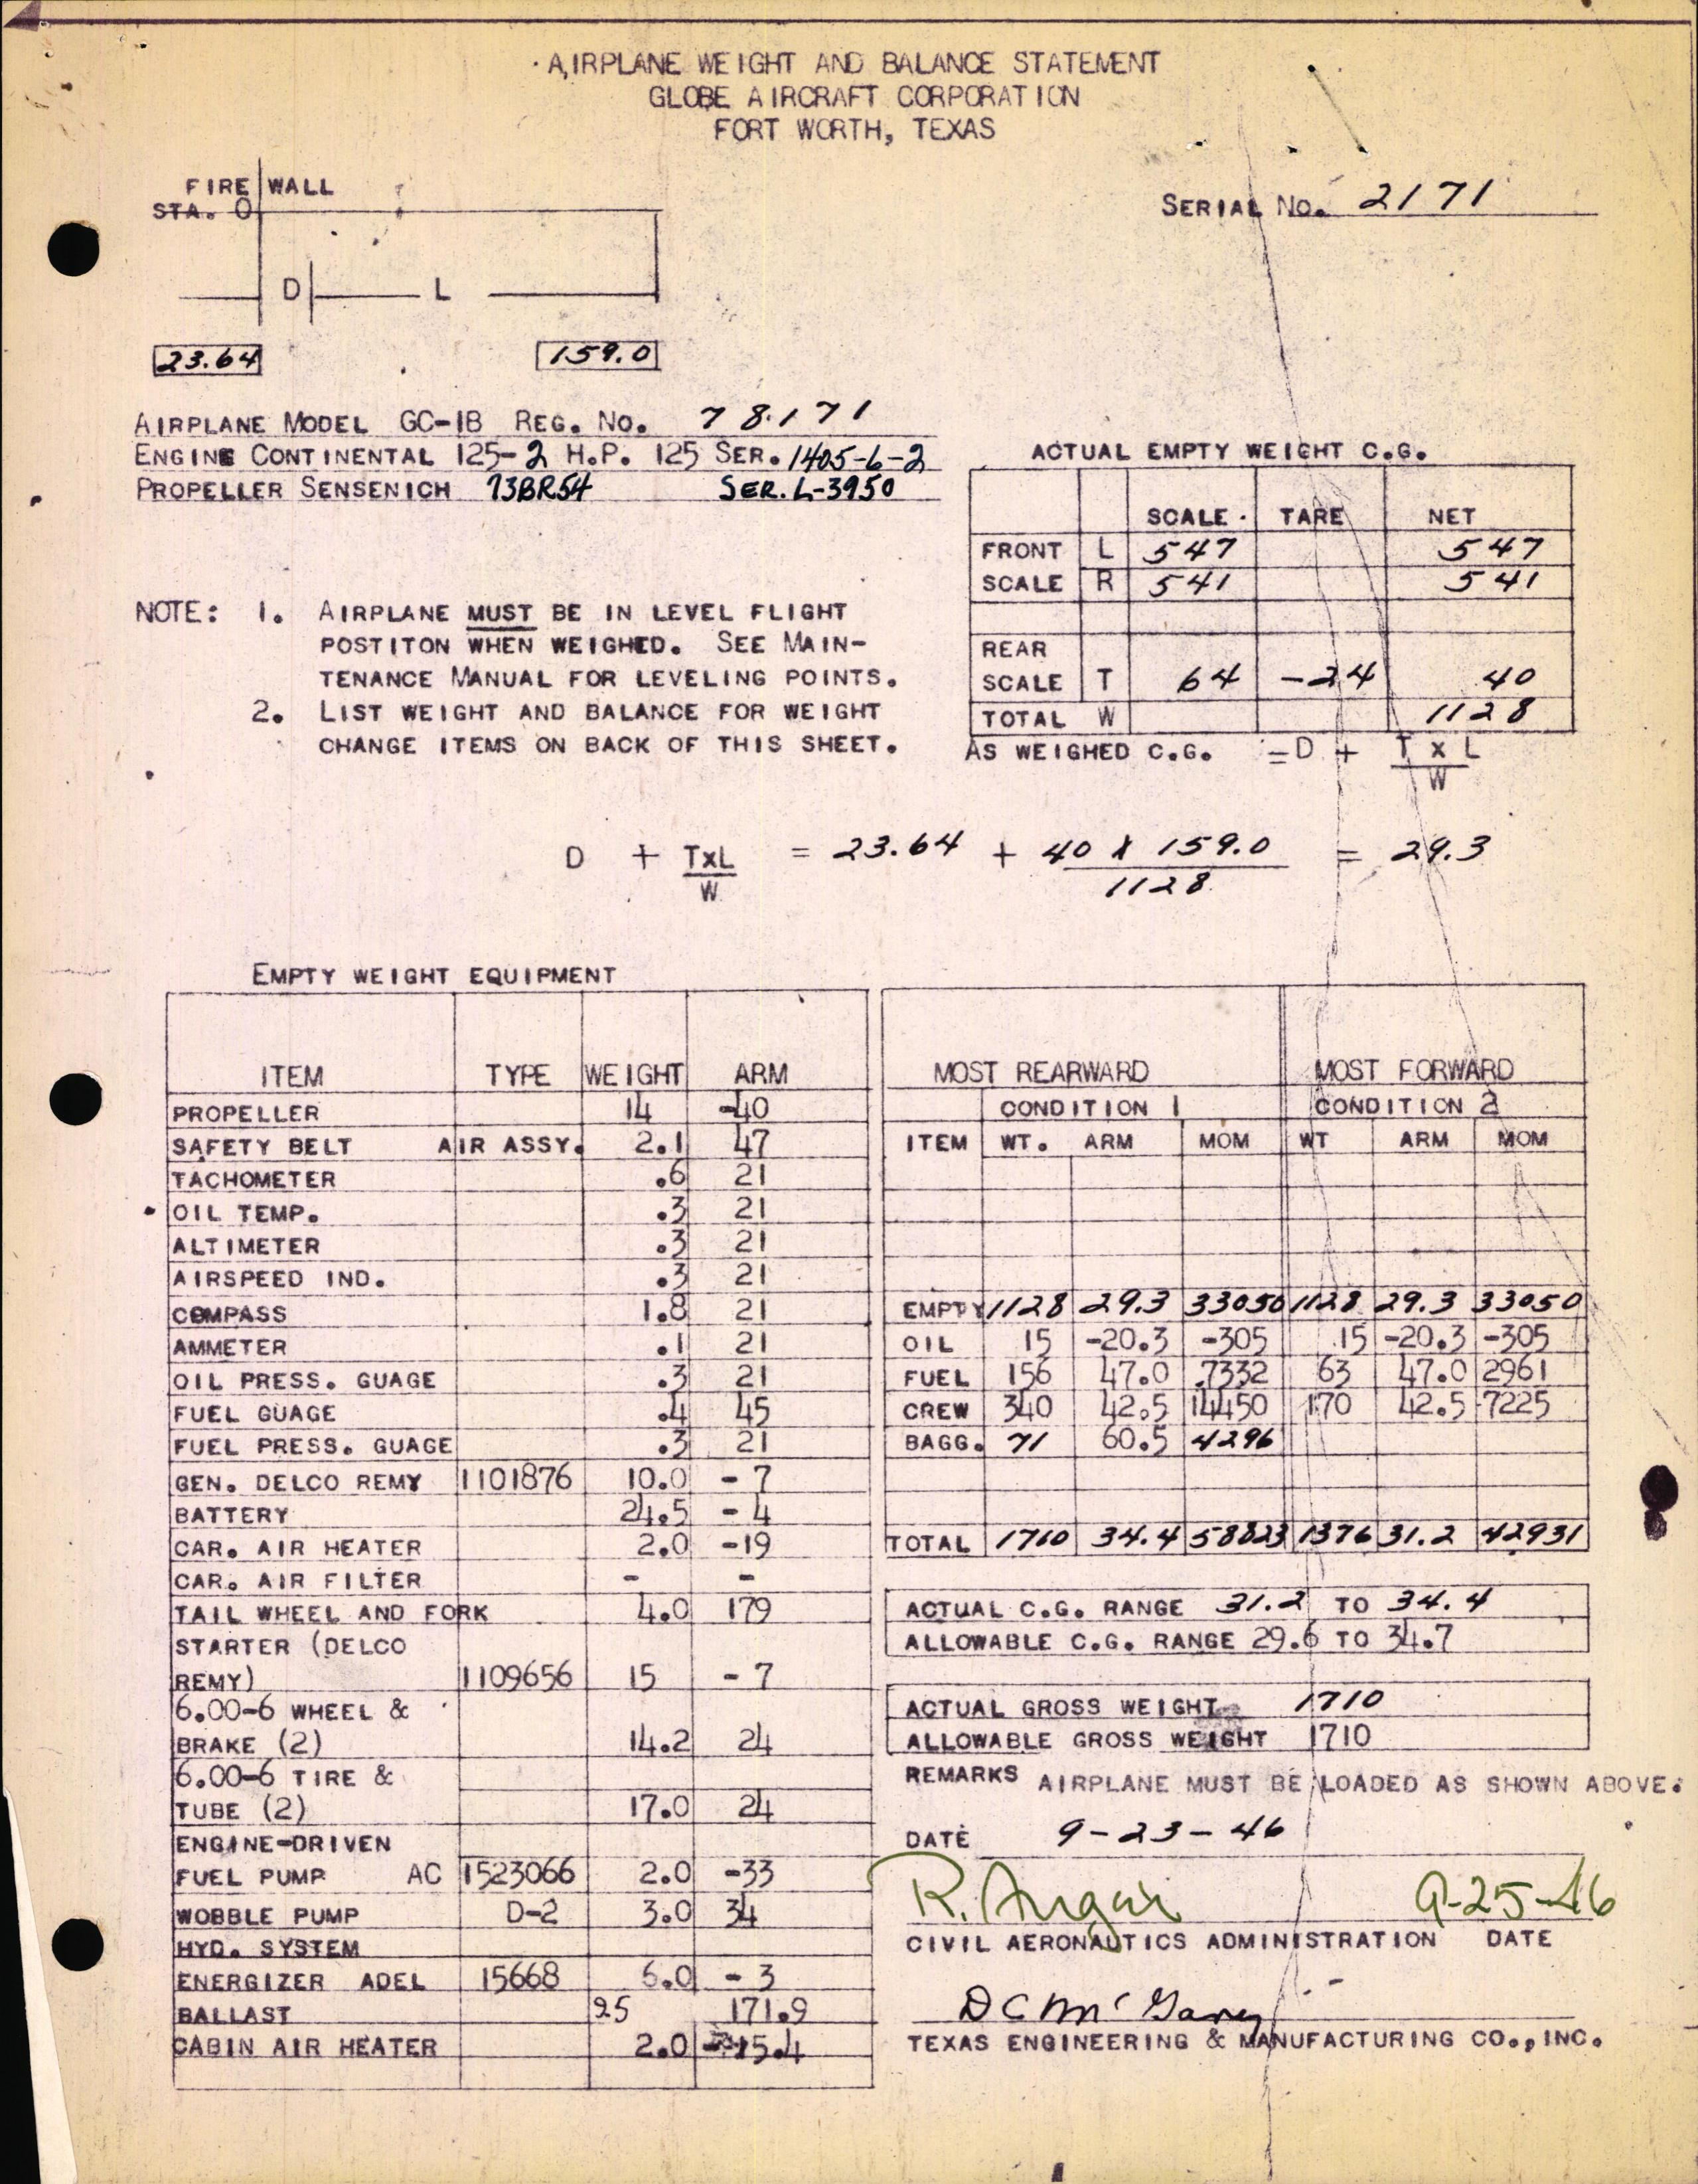 AIRPLANE WEIGHT AND BALANCE STATEMENT
GLOBE AIRCRAFT CORPORATION
FORT WORTH, TEXAS
FIRE WALL
STA. 0
SERIAL NO. 2171
D L
23.64 159.0
AIRPLANE MODEL GC-1B REG. NO. 78171
ENGINE CONTINENTAL 125-2 H.P. 125 SER. 1405-6-2
PROPELLER SENSENICH 73BR54 SER. L-3950
ACTUAL EMPTY WEIGHT C.G.
SCALE TARE NET
FRONT L 547 547
SCALE R 541 541
REAR
SCALE T 64 -24 40
TOTAL W 1128
AS WEIGHED C.G. = D + T x L
W
NOTE: 1. AIRPLANE MUST BE IN LEVEL FLIGHT
POSTITON WHEN WEIGHED. SEE MAIN-
TENANCE MANUAL FOR LEVELING POINTS.
2. LIST WEIGHT AND BALANCE FOR WEIGHT
CHANGE ITEMS ON BACK OF THIS SHEET.
D + TxL = 23.64 + 40 X 159.0 = 29.3
W 1128
EMPTY WEIGHT EQUIPMENT
ITEM TYPE WEIGHT ARM
PROPELLER 14 -40
SAFETY BELT AIR ASSY. 2.1 47
TACHOMETER .6 21
OIL TEMP. .3 21
ALTIMETER .3 21
AIRSPEED IND. .3 21
COMPASS 1.8 21
AMMETER .1 21
OIL PRESS. GUAGE .3 21
FUEL GUAGE .4 45
FUEL PRESS. GUAGE .3 21
GEN. DELCO REMY 1101876 10.0 - 7
BATTERY 24.5 - 4
CAR. AIR HEATER 2.0 -19
CAR. AIR FILTER - -
TAIL WHEEL AND FORK 4.0 179
STARTER (DELCO
REMY) 1109656 15 - 7
6.00-6 WHEEL &
BRAKE (2) 14.2 24
6.00-6 TIRE &
TUBE (2) 17.0 24
ENGINE-DRIVEN
FUEL PUMP AC 1523066 2.0 -33
WOBBLE PUMP D-2 3.0 34
HYD. SYSTEM
ENERGIZER ADEL 15668 6.0 - 3
BALLAST 25 171.9
CABIN AIR HEATER 2.0 15.4
MOST REARWARD MOST FORWARD
CONDITION 1 CONDITION 2
ITEM WT. ARM MOM WT ARM MOM
EMPTY 1128 29.3 33050 1128 29.3 33050
OIL 15 -20.3 -305 15 -20.3 -305
FUEL 156 47.0 7332 63 47.0 2961
CREW 340 42.5 14450 170 42.5 7225
BAGG. 71 60.5 4296
TOTAL 1710 34.4 58823 1376 31.2 42931
ACTUAL C.G. RANGE 31.2 TO 34.4
ALLOWABLE C.G. RANGE 29.6 TO 34.7
ACTUAL GROSS WEIGHT 1710
ALLOWABLE GROSS WEIGHT 1710
REMARKS AIRPLANE MUST BE LOADED AS SHOWN ABOVE.
DATE 9-23-46
R. 9-25-46
CIVIL AERONAUTICS ADMINISTRATION DATE
D C
TEXAS ENGINEERING & MANUFACTURING CO., INC.